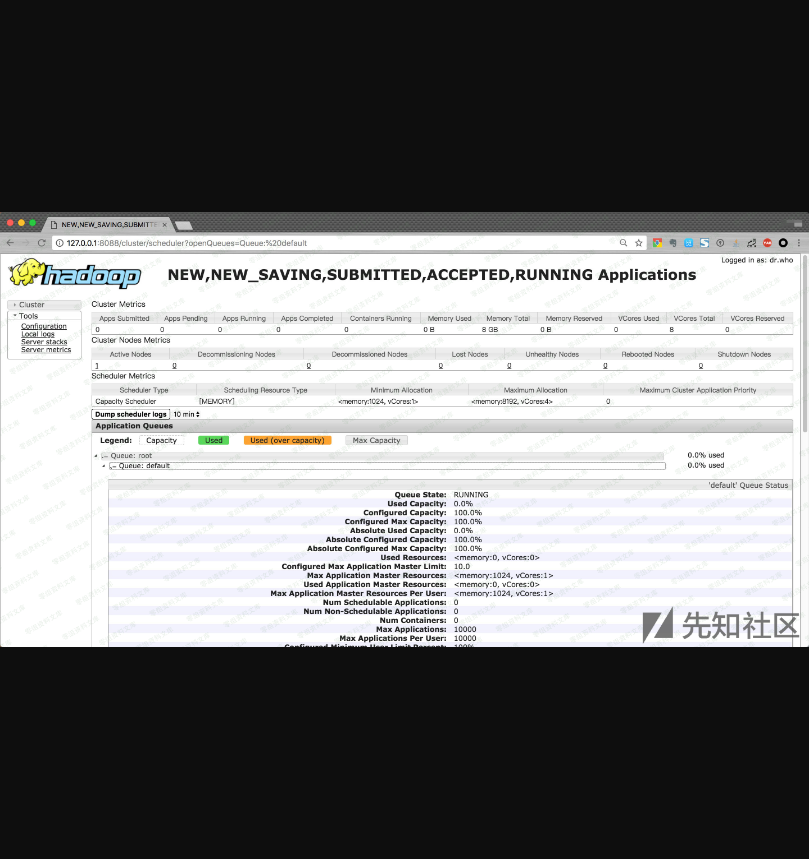 NEW,NEW_SAVING,SUBMITTE
127.0.0.1:8088/cluster/scheduler?openQueues=Queue:%20default
Logged in as: dr.who
hadoop
NEW,NEW_SAVING,SUBMITTED,ACCEPTED,RUNNING Applications
Cluster
Tools
Configuration
Local logs
Server stacks
Server metrics
Cluster Metrics
Apps Submitted Apps Pending Apps Running Apps Completed Containers Running Memory Used Memory Total Memory Reserved VCores Used VCores Total VCores Reserved
0 0 0 0 0 0 B 8 GB 0 B 0 8 0
Cluster Nodes Metrics
Active Nodes Decommissioning Nodes Decommissioned Nodes Lost Nodes Unhealthy Nodes Rebooted Nodes Shutdown Nodes
1 0 0 0 0 0 0
Scheduler Metrics
Scheduler Type Scheduling Resource Type Minimum Allocation Maximum Allocation Maximum Cluster Application Priority
Capacity Scheduler [MEMORY] <memory:1024, vCores:1> <memory:8192, vCores:4> 0
Dump scheduler logs 10 min
Application Queues
Legend: Capacity Used Used (over capacity) Max Capacity
Queue: root 0.0% used
Queue: default 0.0% used
'default' Queue Status
Queue State: RUNNING
Used Capacity: 0.0%
Configured Capacity: 100.0%
Configured Max Capacity: 100.0%
Absolute Used Capacity: 0.0%
Absolute Configured Capacity: 100.0%
Absolute Configured Max Capacity: 100.0%
Used Resources: <memory:0, vCores:0>
Configured Max Application Master Limit: 10.0
Max Application Master Resources: <memory:1024, vCores:1>
Used Application Master Resources: <memory:0, vCores:0>
Max Application Master Resources Per User: <memory:1024, vCores:1>
Num Schedulable Applications: 0
Num Non-Schedulable Applications: 0
Num Containers: 0
Max Applications: 10000
Max Applications Per User: 10000
Configured Minimum User Limit Percent: 100%
先知社区